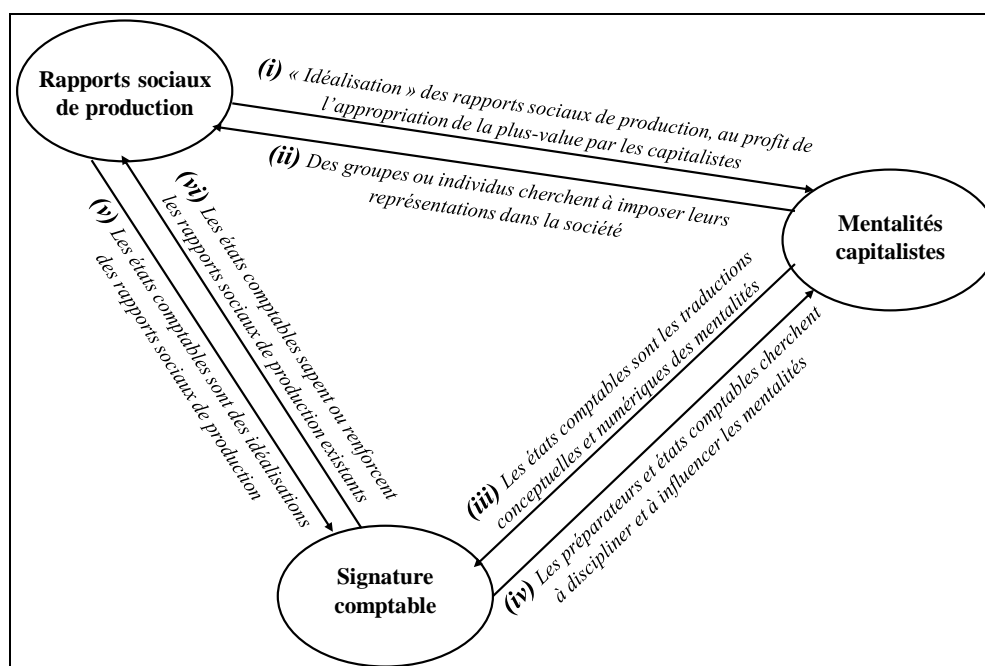 Rapports sociaux
de production
(i) « Idéalisation » des rapports sociaux de production, au profit de
l’appropriation de la plus-value par les capitalistes
(ii) Des groupes ou individus cherchent à imposer leurs
représentations dans la société
Mentalités
capitalistes
(iii) Les états comptables sont les traductions
conceptuelles et numériques des mentalités
(iv) Les préparateurs et états comptables cherchent
à discipliner et à influencer les mentalités
(v) Les états comptables sont des idéalisations
des rapports sociaux de production
(vi) Les états comptables sapent ou renforcent
les rapports sociaux de production existants
Signature
comptable